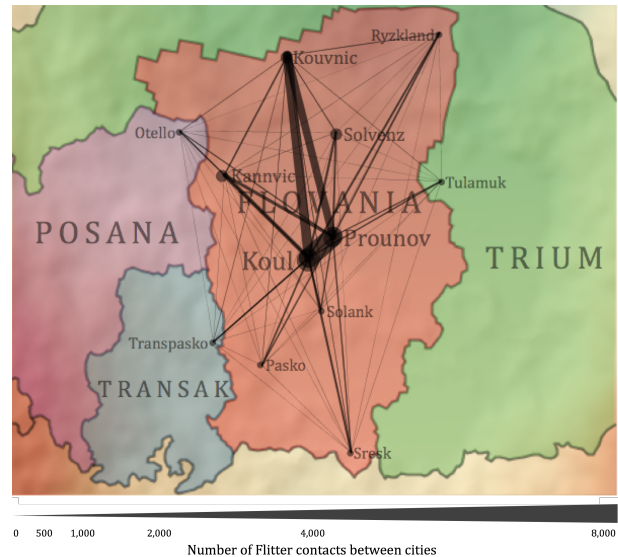 Ryzkland
Kouvnic
Otello
Solvenz
Kannvic
Tulamuk
FLOVANIA
POSANA
Prounov
Koul
TRIUM
Solank
Transpasko
Pasko
TRANSAK
Sresk
0 500 1,000 2,000 4,000 8,000
Number of Flitter contacts between cities